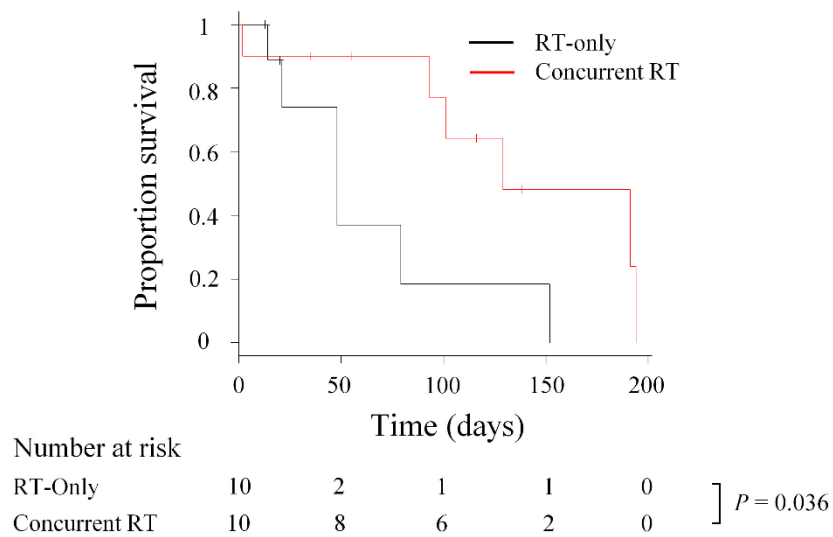 1
RT-only
Concurrent RT
0.8
0.6
0.4
0.2
0
Proportion survival
0 50 100 150 200
Time (days)
Number at risk
RT-Only 10 2 1 1 0
Concurrent RT 10 8 6 2 0
P = 0.036